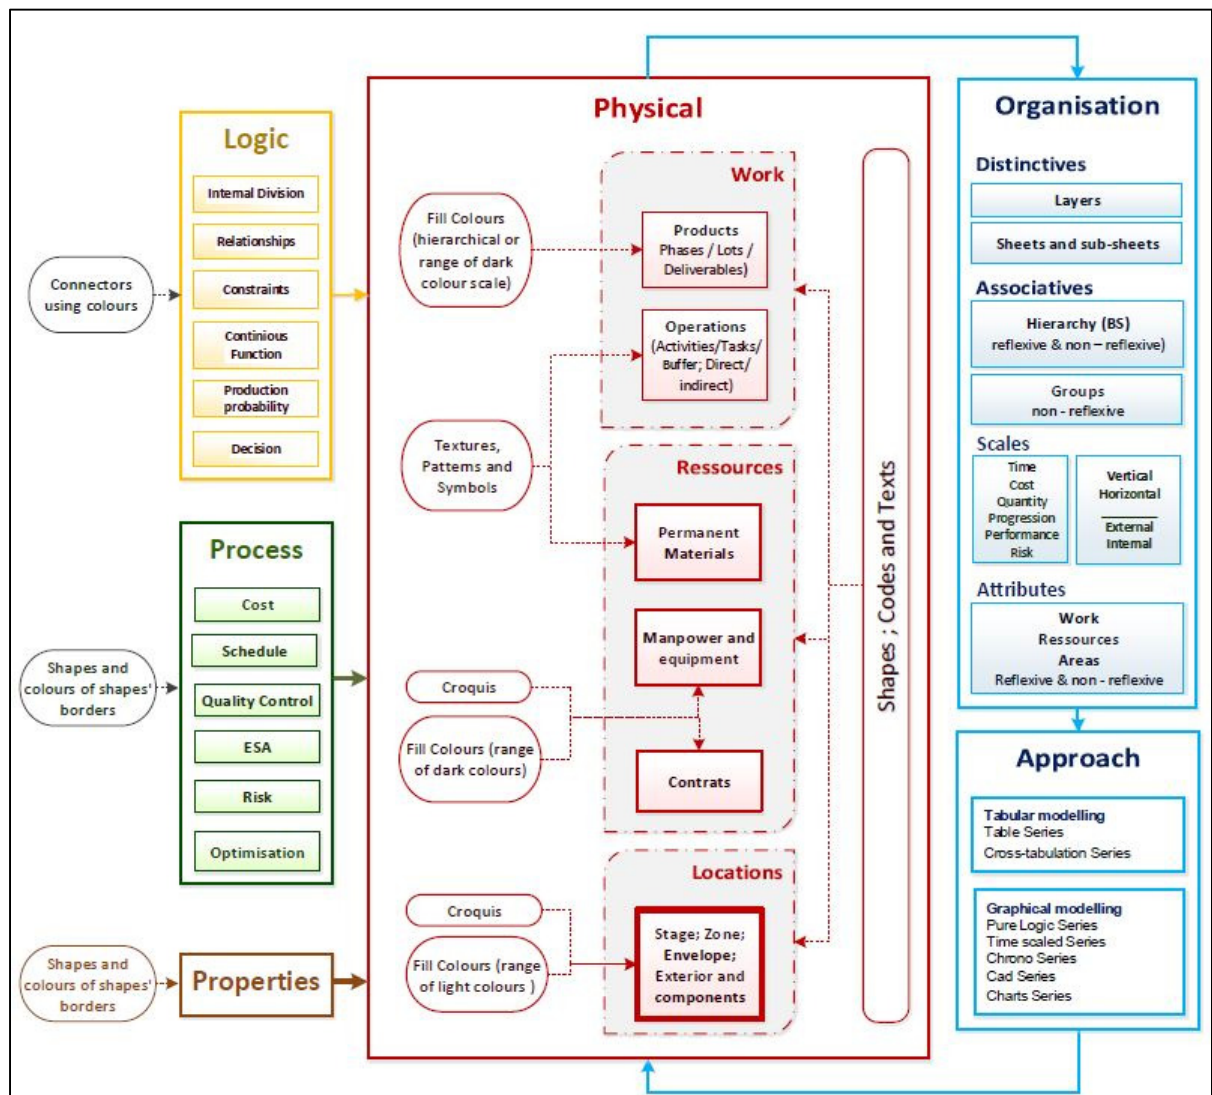 Logic
Internal Division
Relationships
Constraints
Continious
Function
Production
probability
Decision
Connectors
using colours
Process
Cost
Schedule
Quality Control
ESA
Risk
Optimisation
Shapes and
colours of shapes'
borders
Properties
Shapes and
colours of shapes'
borders
Physical
Fill Colours
(hierarchical or
range of dark
colour scale)
Textures,
Patterns and
Symbols
Croquis
Fill Colours (range
of dark colours)
Croquis
Fill Colours (range
of light colours )
Work
Products
Phases / Lots /
Deliverables)
Operations
(Activities/Tasks/
Buffer; Direct/
indirect)
Ressources
Permanent
Materials
Manpower and
equipment
Contrats
Locations
Stage; Zone;
Envelope;
Exterior and
components
Shapes ; Codes and Texts
Organisation
Distinctives
Layers
Sheets and sub-sheets
Associatives
Hierarchy (BS)
reflexive & non – reflexive)
Groups
non - reflexive
Scales
Time
Cost
Quantity
Progression
Performance
Risk
Vertical
Horizontal
External
Internal
Attributes
Work
Ressources
Areas
Reflexive & non - reflexive
Approach
Tabular modelling
Table Series
Cross-tabulation Series
Graphical modelling
Pure Logic Series
Time scaled Series
Chrono Series
Cad Series
Charts Series